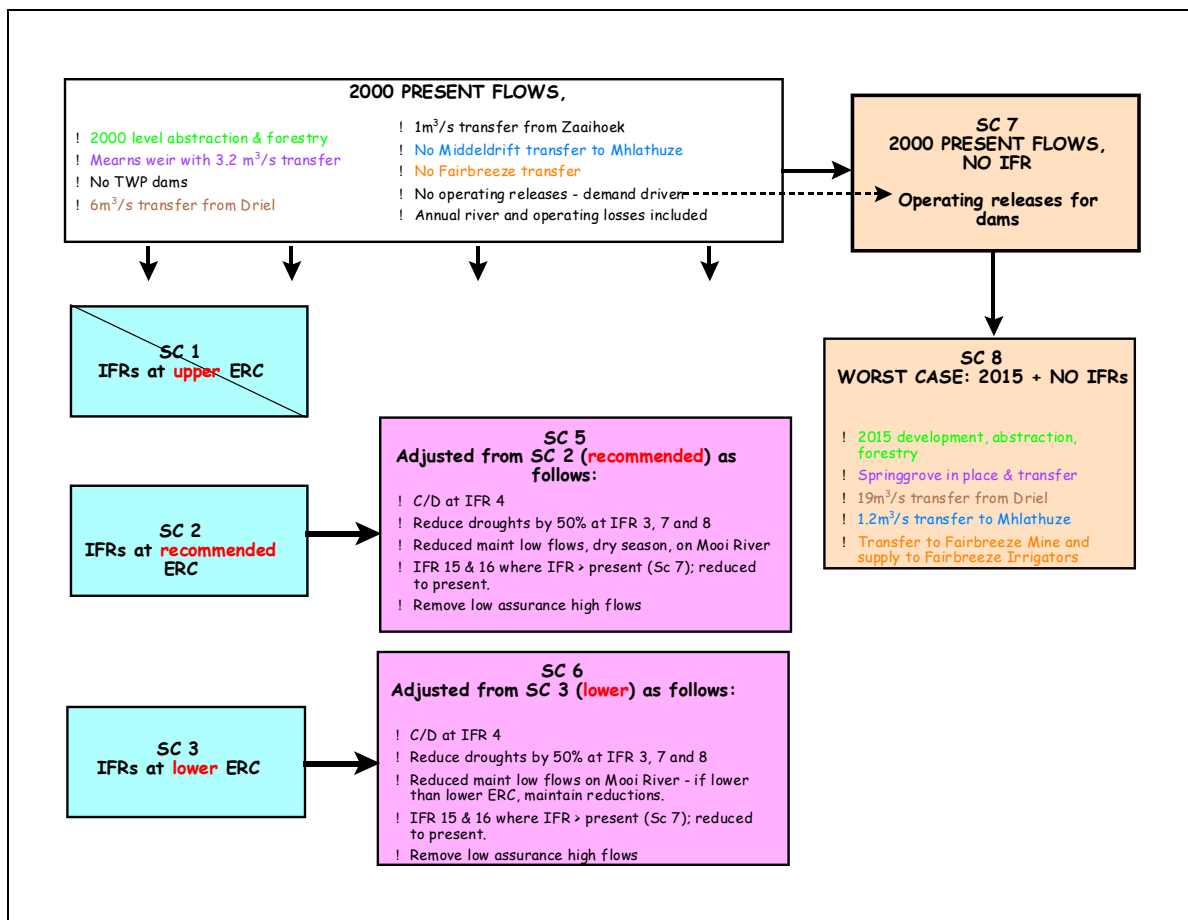 2000 PRESENT FLOWS,
! 2000 level abstraction & forestry
! Mearns weir with 3.2 m³/s transfer
! No TWP dams
! 6m³/s transfer from Driel
! 1m³/s transfer from Zaaihoek
! No Middeldrift transfer to Mhlathuze
! No Fairbreeze transfer
! No operating releases - demand driven
! Annual river and operating losses included
SC 7
2000 PRESENT FLOWS,
NO IFR
Operating releases for
dams
SC 1
IFRs at upper ERC
SC 8
WORST CASE: 2015 + NO IFRs
! 2015 development, abstraction,
forestry
! Springgrove in place & transfer
! 19m³/s transfer from Driel
! 1.2m³/s transfer to Mhlathuze
! Transfer to Fairbreeze Mine and
supply to Fairbreeze Irrigators
SC 2
IFRs at recommended
ERC
SC 5
Adjusted from SC 2 (recommended) as
follows:
! C/D at IFR 4
! Reduce droughts by 50% at IFR 3, 7 and 8
! Reduced maint low flows, dry season, on Mooi River
! IFR 15 & 16 where IFR > present (Sc 7); reduced
to present.
! Remove low assurance high flows
SC 3
IFRs at lower ERC
SC 6
Adjusted from SC 3 (lower) as follows:
! C/D at IFR 4
! Reduce droughts by 50% at IFR 3, 7 and 8
! Reduced maint low flows on Mooi River - if lower
than lower ERC, maintain reductions.
! IFR 15 & 16 where IFR > present (Sc 7); reduced
to present.
! Remove low assurance high flows